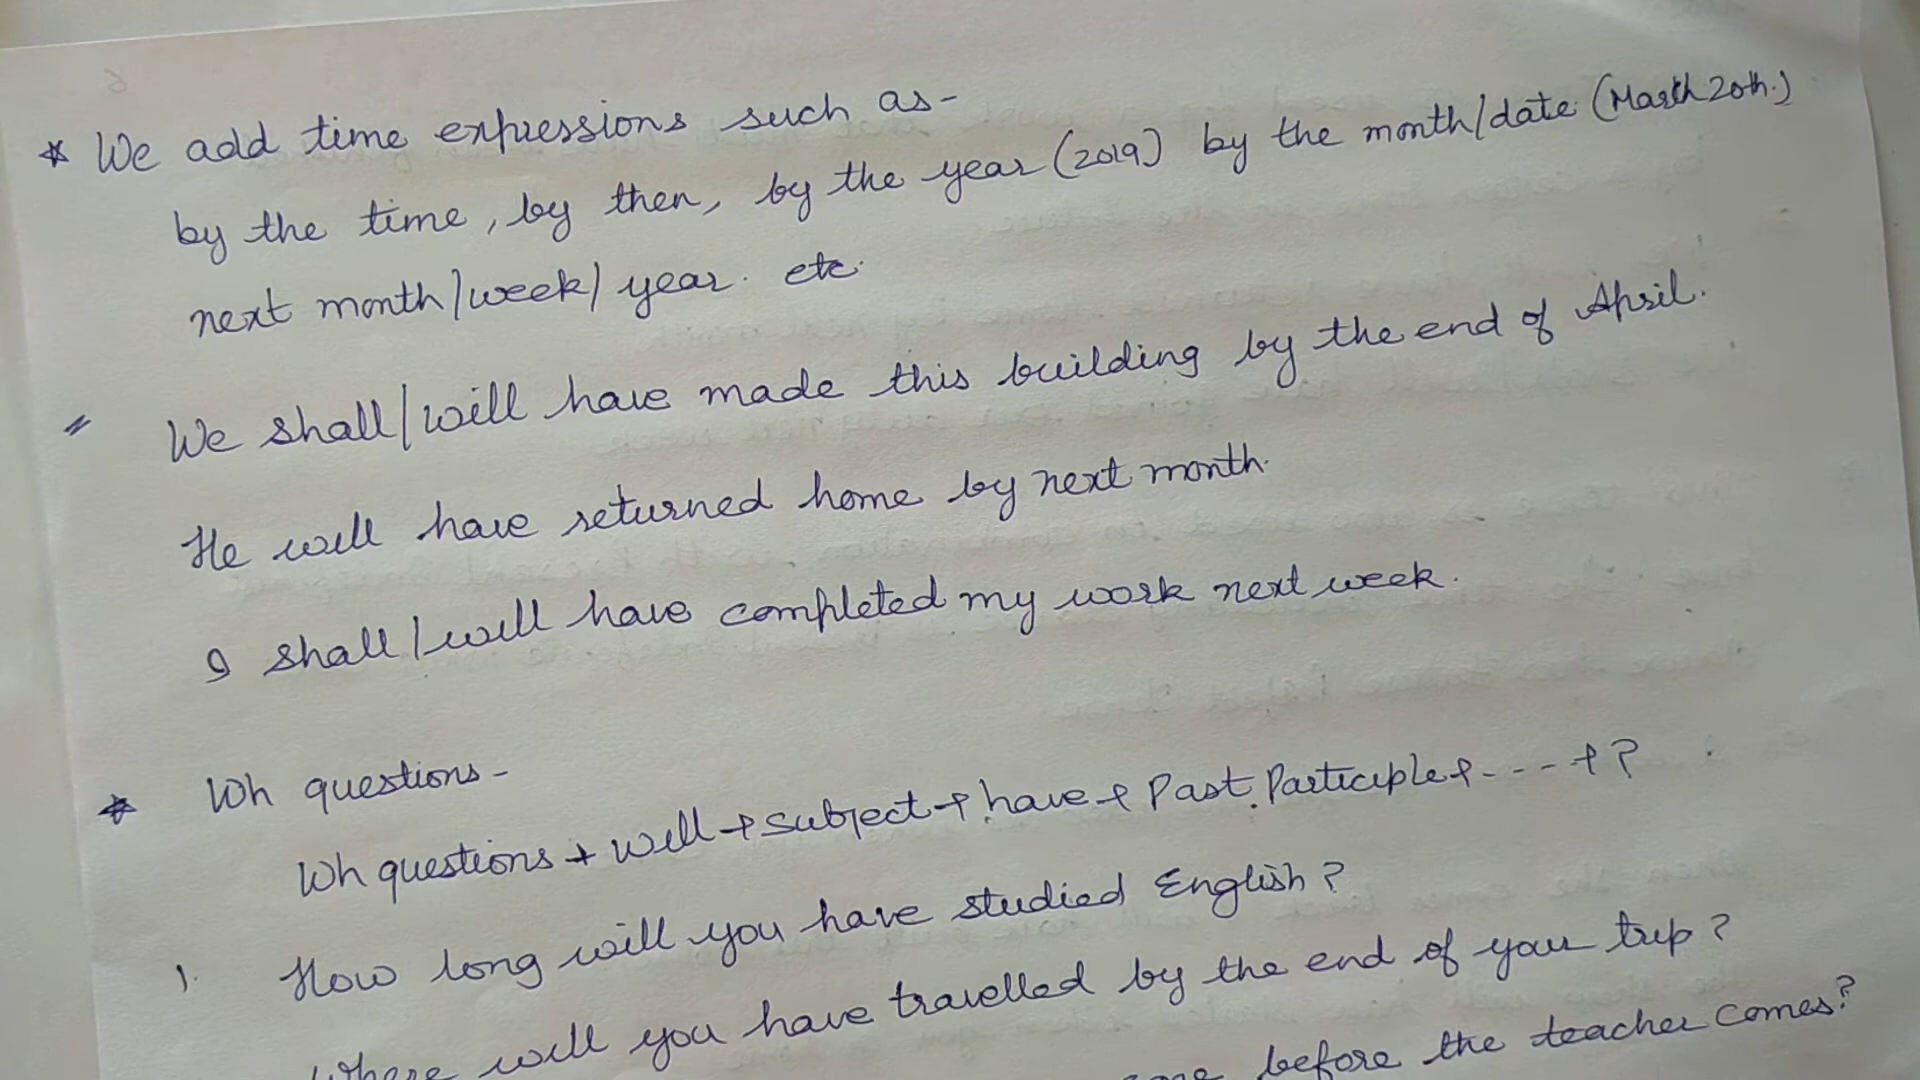 * We add time expressions such as-
by the time, by then, by the year (2019) by the month/date (March 20th.)
next month/week/year. etc.
We shall/will have made this building by the end of April.
He will have returned home by next month.
I shall/will have completed my work next week.
* Wh questions-
Wh questions + will + subject + have + Past Participle + - - - + ?
1. How long will you have studied English?
Where will you have travelled by the end of your trip?
before the teacher comes?